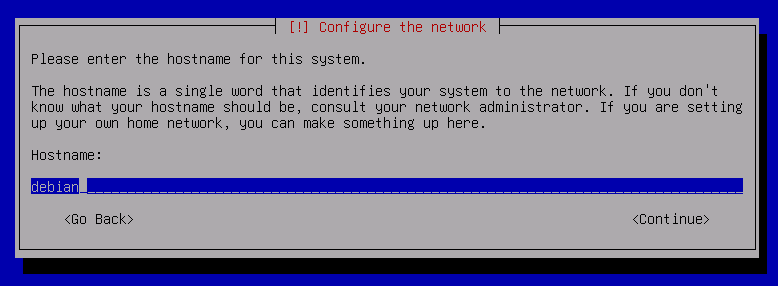 [!] Configure the network
Please enter the hostname for this system.
The hostname is a single word that identifies your system to the network. If you don't
know what your hostname should be, consult your network administrator. If you are setting
up your own home network, you can make something up here.
Hostname:
debian
<Go Back> <Continue>